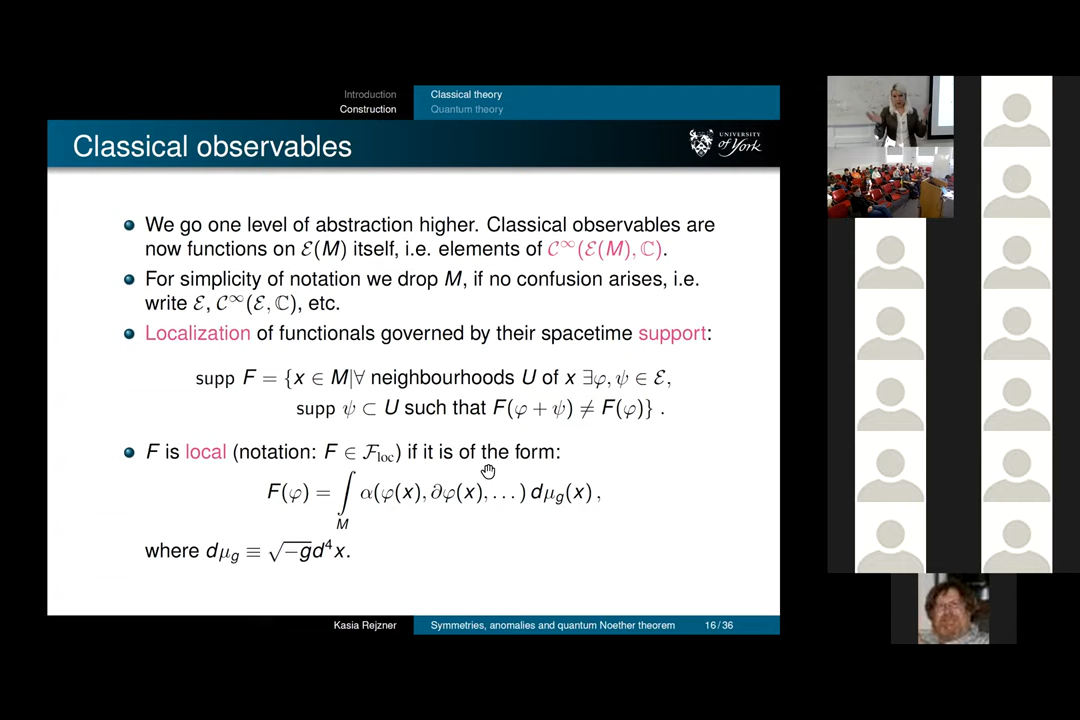 Introduction
Construction
Classical theory
Quantum theory
Classical observables
UNIVERSITY
of York
We go one level of abstraction higher. Classical observables are
now functions on ℰ(M) itself, i.e. elements of 𝒞^∞(ℰ(M), ℂ).
For simplicity of notation we drop M, if no confusion arises, i.e.
write ℰ, 𝒞^∞(ℰ, ℂ), etc.
Localization of functionals governed by their spacetime support:
supp F = {x ∈ M|∀ neighbourhoods U of x ∃φ, ψ ∈ ℰ,
supp ψ ⊂ U such that F(φ + ψ) ≠ F(φ)} .
F is local (notation: F ∈ ℱ_loc) if it is of the form:
F(φ) = ∫_M α(φ(x), ∂φ(x), . . . ) dμ_g(x) ,
where dμ_g ≡ √−g d⁴x.
Kasia Rejzner
Symmetries, anomalies and quantum Noether theorem
16 / 36